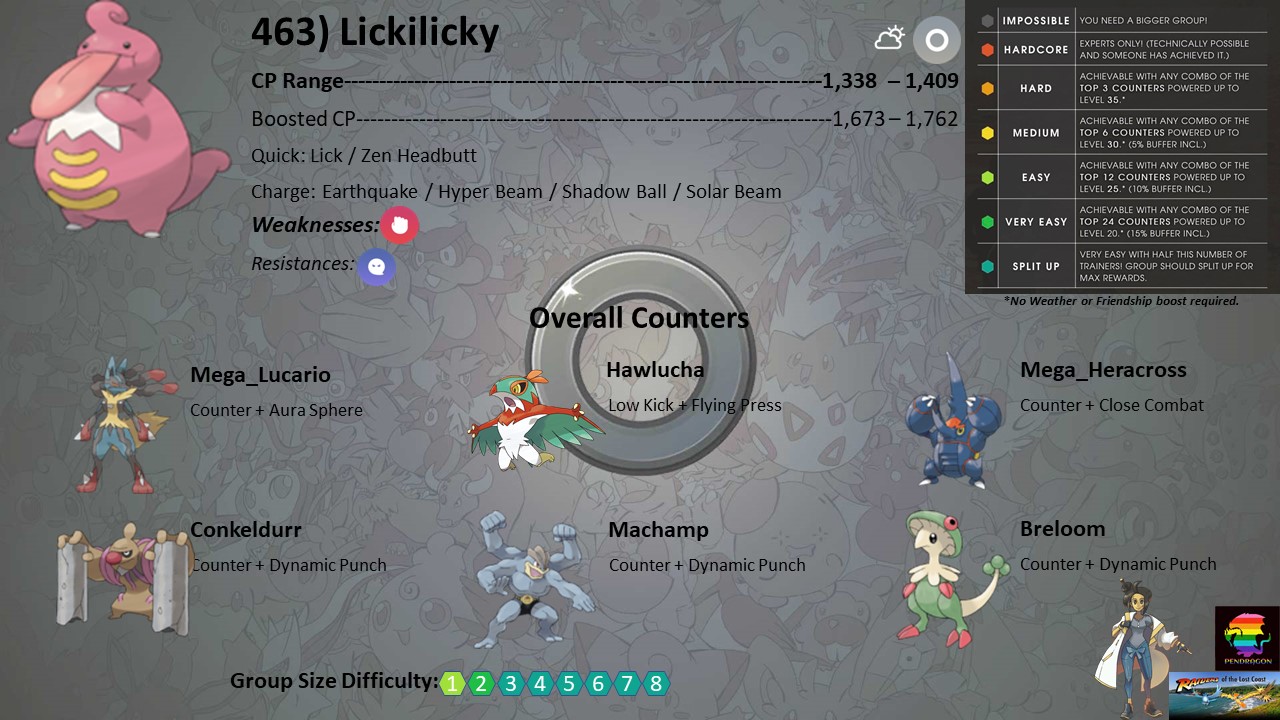 463) Lickilicky
CP Range--------------------------------------------------------------------------------1,338 – 1,409
Boosted CP--------------------------------------------------------------------------------1,673 – 1,762
Quick: Lick / Zen Headbutt
Charge: Earthquake / Hyper Beam / Shadow Ball / Solar Beam
Weaknesses:
Resistances:
IMPOSSIBLE YOU NEED A BIGGER GROUP!
HARDCORE EXPERTS ONLY! (TECHNICALLY POSSIBLE
AND SOMEONE HAS ACHIEVED IT.)
HARD ACHIEVABLE WITH ANY COMBO OF THE
TOP 3 COUNTERS POWERED UP TO
LEVEL 35.*
MEDIUM ACHIEVABLE WITH ANY COMBO OF THE
TOP 6 COUNTERS POWERED UP TO
LEVEL 30.* (5% BUFFER INCL.)
EASY ACHIEVABLE WITH ANY COMBO OF THE
TOP 12 COUNTERS POWERED UP TO
LEVEL 25.* (10% BUFFER INCL.)
VERY EASY ACHIEVABLE WITH ANY COMBO OF THE
TOP 24 COUNTERS POWERED UP TO
LEVEL 20.* (15% BUFFER INCL.)
SPLIT UP VERY EASY WITH HALF THIS NUMBER OF
TRAINERS! GROUP SHOULD SPLIT UP FOR
MAX REWARDS.
*No Weather or Friendship boost required.
Overall Counters
Mega_Lucario
Counter + Aura Sphere
Hawlucha
Low Kick + Flying Press
Mega_Heracross
Counter + Close Combat
Conkeldurr
Counter + Dynamic Punch
Machamp
Counter + Dynamic Punch
Breloom
Counter + Dynamic Punch
Group Size Difficulty: 1 2 3 4 5 6 7 8
PENDRAGON
RAIDERS of the Lost Coast